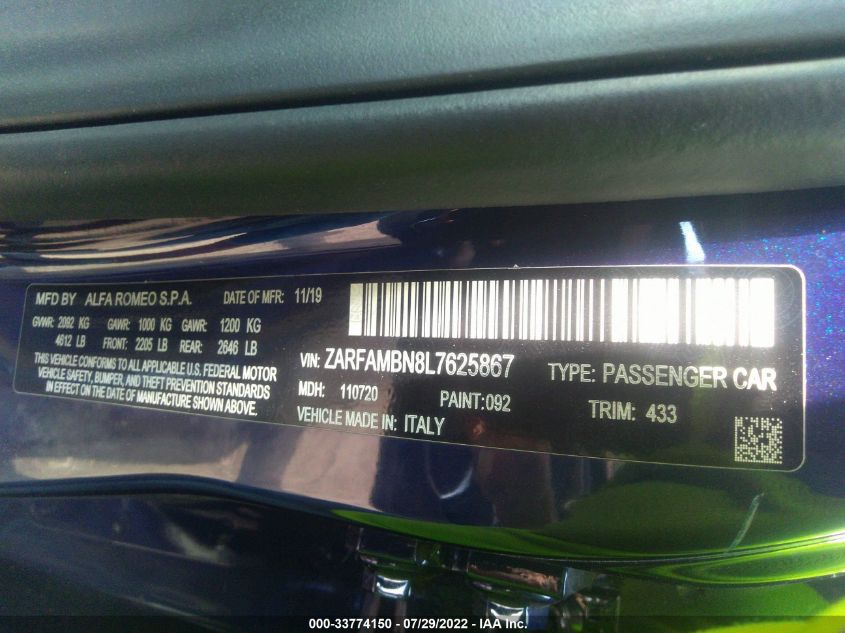 MFD BY ALFA ROMEO S.P.A. DATE OF MFR: 11/19
GVWR: 2092 KG GAWR: 1000 KG GAWR: 1200 KG
4612 LB FRONT: 2205 LB REAR: 2646 LB
THIS VEHICLE CONFORMS TO ALL APPLICABLE U.S. FEDERAL MOTOR
VEHICLE SAFETY, BUMPER, AND THEFT PREVENTION STANDARDS
IN EFFECT ON THE DATE OF MANUFACTURE SHOWN ABOVE.
VIN: ZARFAMBN8L7625867 TYPE: PASSENGER CAR
MDH: 110720 PAINT:092 TRIM: 433
VEHICLE MADE IN: ITALY
000-33774150 - 07/29/2022 - IAA Inc.